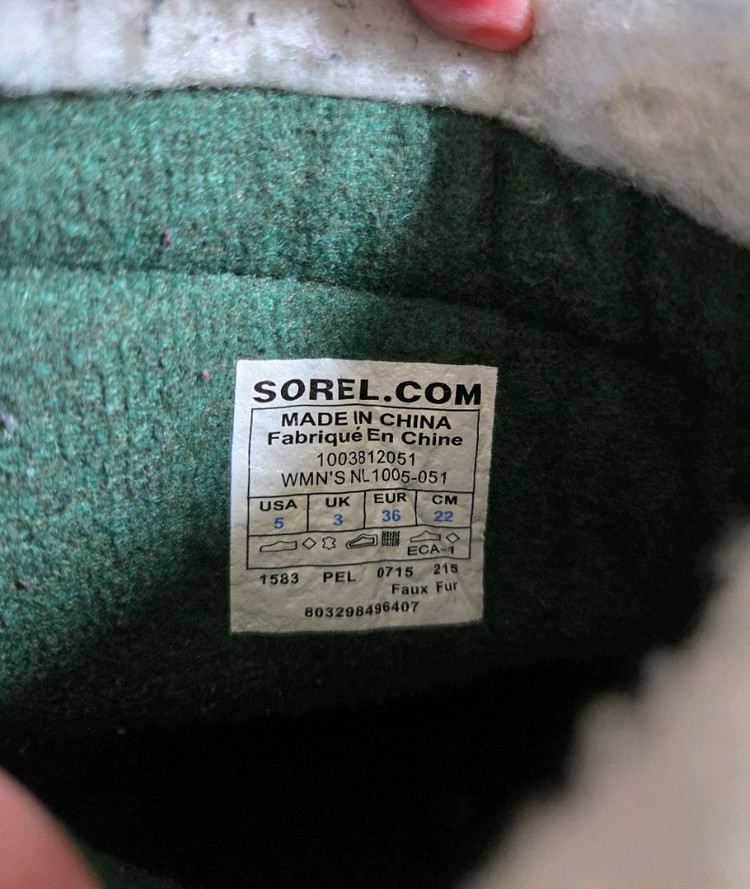 SOREL.COM
MADE IN CHINA
Fabriqué En Chine
1003812051
WMN'S NL1005-051
USA UK EUR CM
5 3 36 22
ECA-1
1583 PEL 0715 215
Faux Fur
803298496407